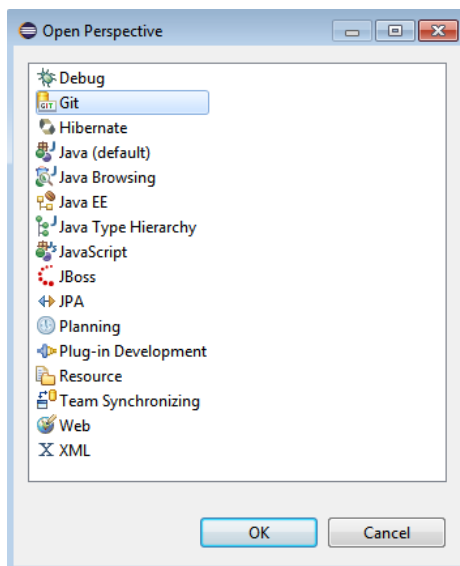 Open Perspective
Debug
GIT Git
Hibernate
Java (default)
Java Browsing
Java EE
Java Type Hierarchy
JavaScript
JBoss
JPA
Planning
Plug-in Development
Resource
Team Synchronizing
Web
X XML
OK Cancel